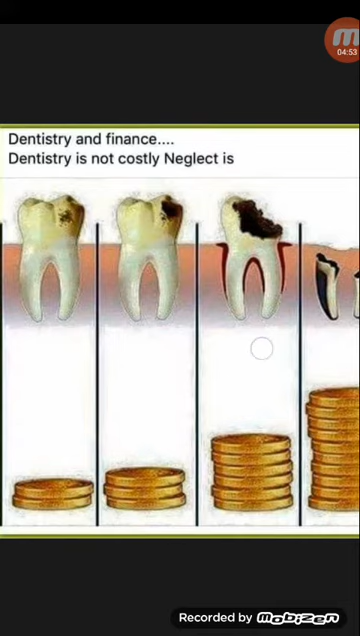 04:53
Dentistry and finance....
Dentistry is not costly Neglect is
Recorded by Mobizen